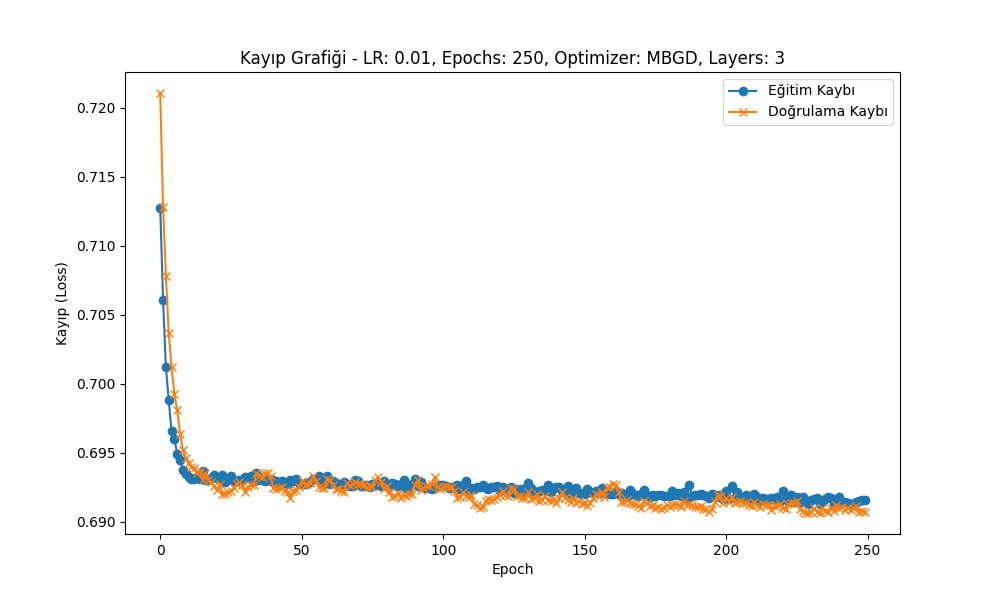 Kayıp Grafiği - LR: 0.01, Epochs: 250, Optimizer: MBGD, Layers: 3
Eğitim Kaybı
Doğrulama Kaybı
Kayıp (Loss)
0.720
0.715
0.710
0.705
0.700
0.695
0.690
0 50 100 150 200 250
Epoch